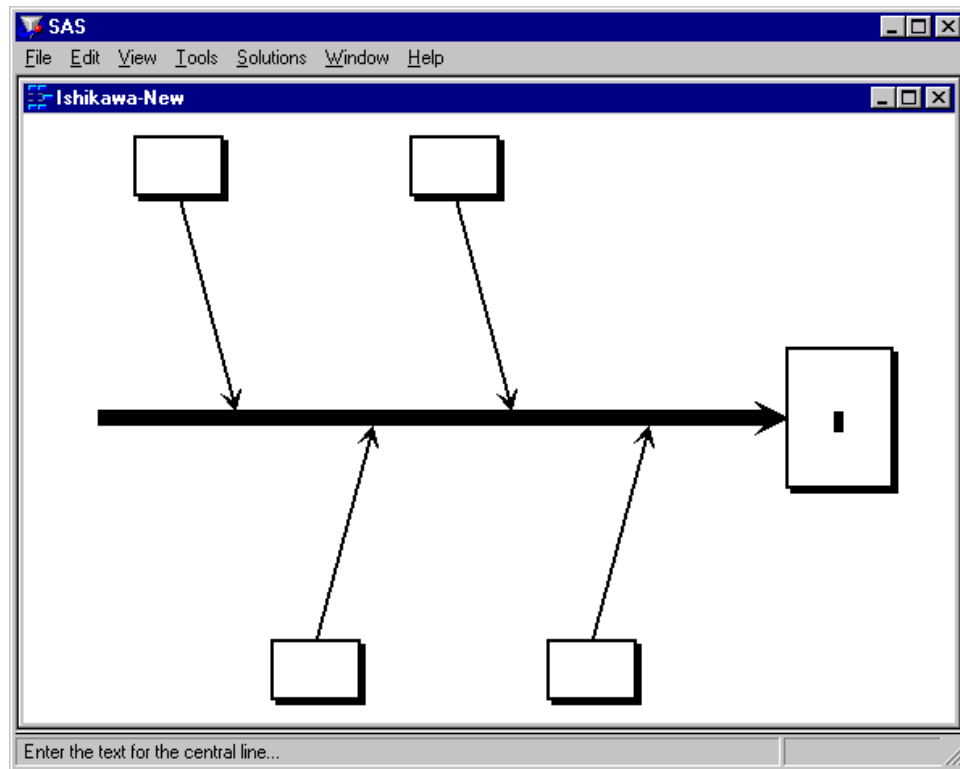 SAS
File Edit View Tools Solutions Window Help
Ishikawa-New
Enter the text for the central line...